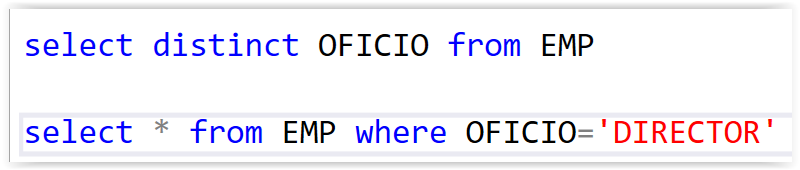 select distinct OFICIO from EMP
select * from EMP where OFICIO='DIRECTOR'